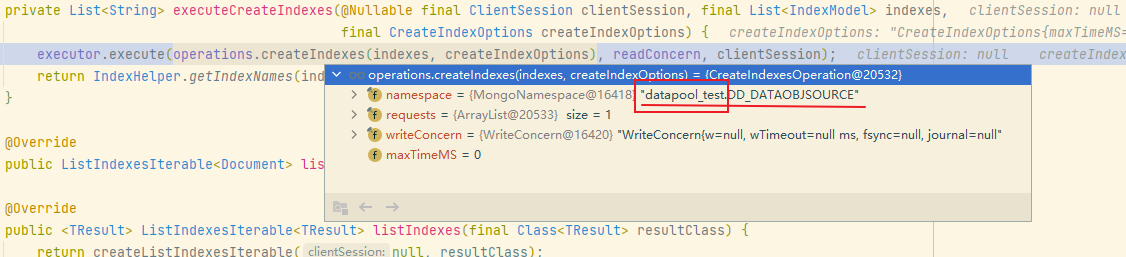 private List<String> executeCreateIndexes(@Nullable final ClientSession clientSession, final List<IndexModel> indexes, clientSession: null
final CreateIndexOptions createIndexOptions) { createIndexOptions: "CreateIndexOptions{maxTimeMS=
executor.execute(operations.createIndexes(indexes, createIndexOptions), readConcern, clientSession); clientSession: null createIndex
return IndexHelper.getIndexNames(ind
operations.createIndexes(indexes, createIndexOptions) = {CreateIndexesOperation@20532}
}
namespace = {MongoNamespace@16418} "datapool_test.DD_DATAOBJSOURCE"
requests = {ArrayList@20533} size = 1
writeConcern = {WriteConcern@16420} "WriteConcern{w=null, wTimeout=null ms, fsync=null, journal=null"
@Override
maxTimeMS = 0
public ListIndexesIterable<Document> lis
@Override
public <TResult> ListIndexesIterable<TResult> listIndexes(final Class<TResult> resultClass) {
return createListIndexesIterable( clientSession: null, resultClass);